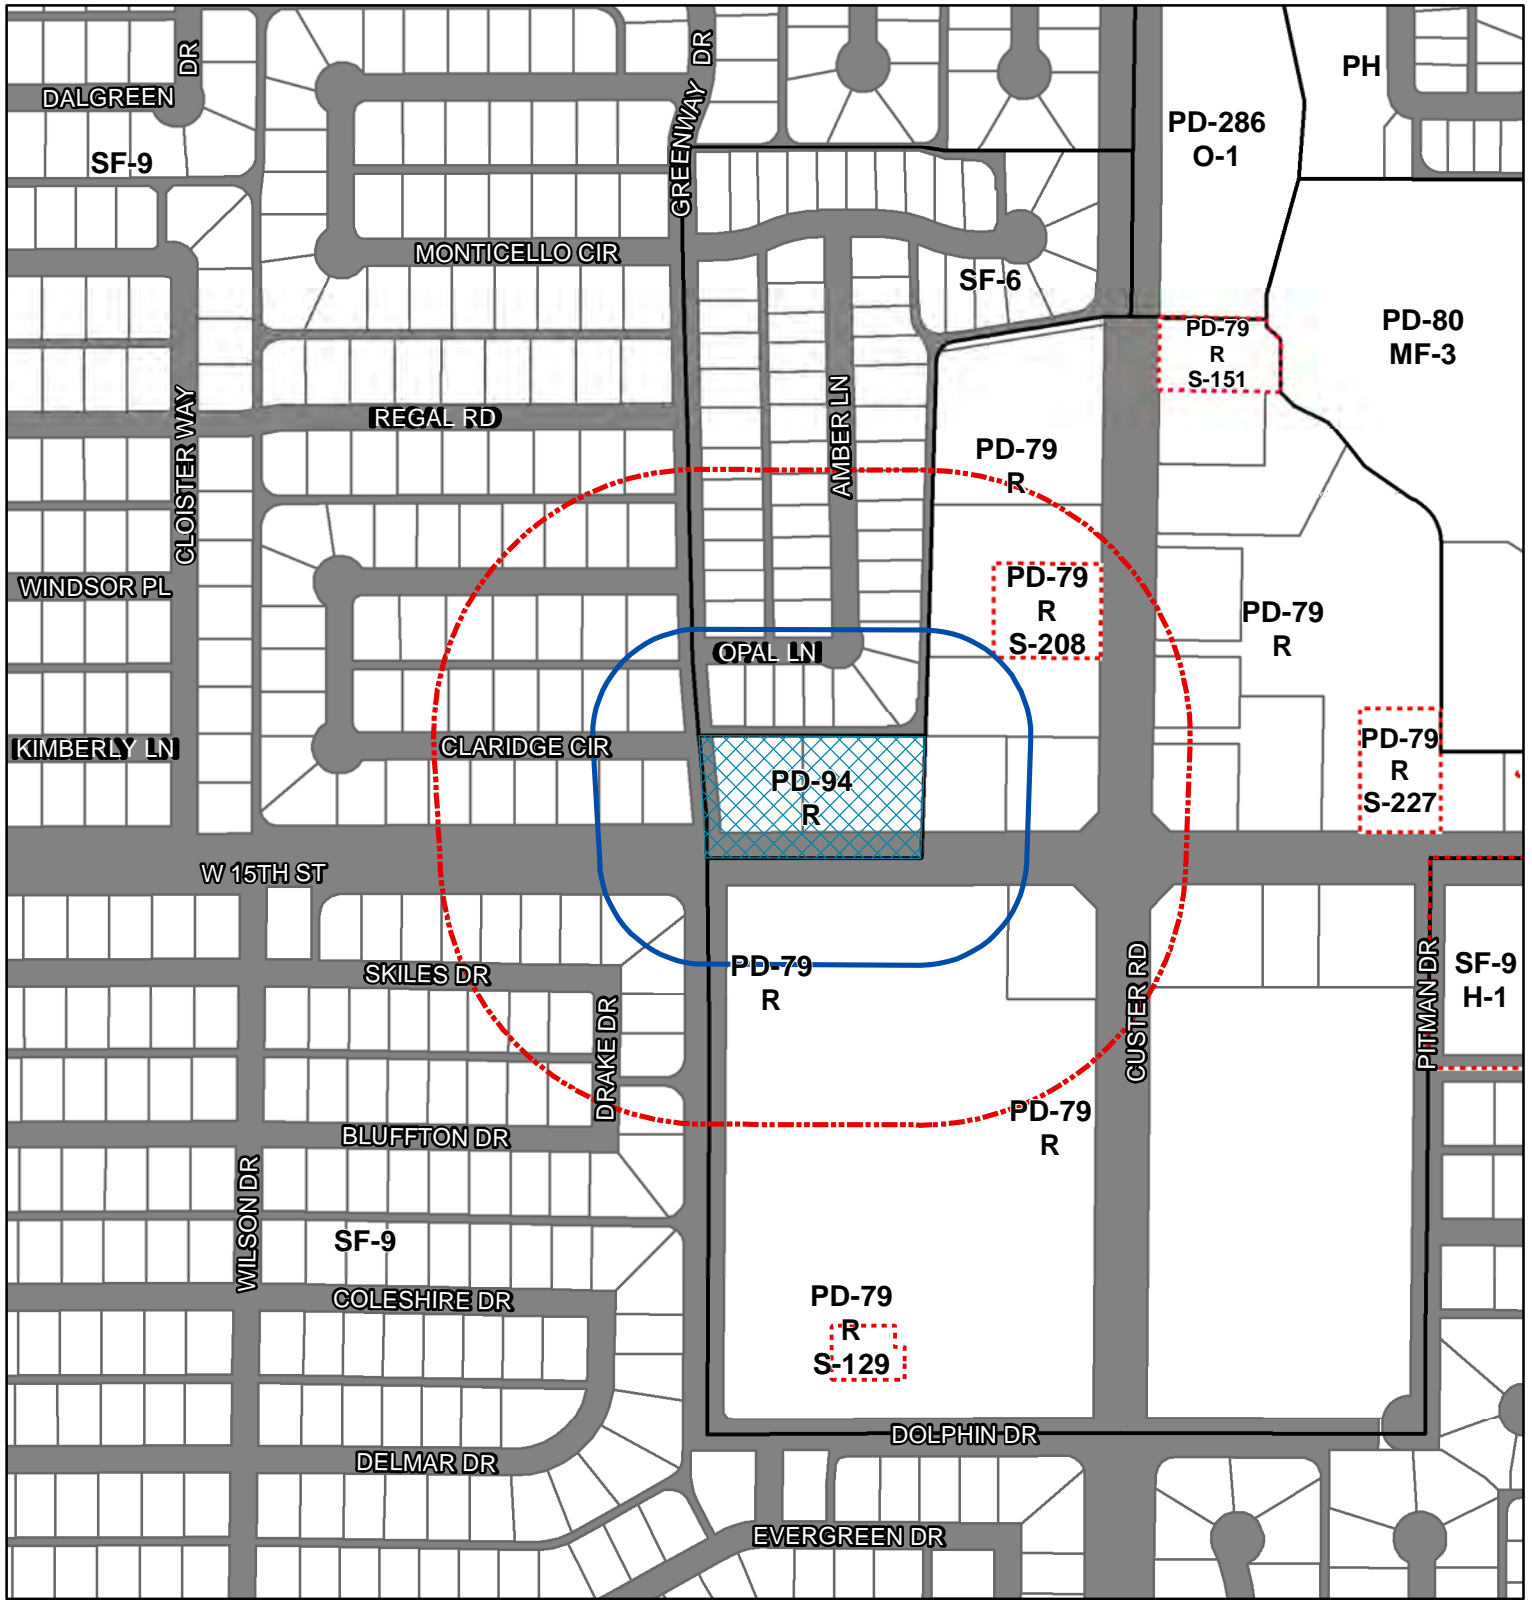 DALGREEN
DR
SF-9
GREENWAY DR
PH
PD-286
O-1
MONTICELLO CIR
SF-6
PD-80
MF-3
PD-79
R
S-151
REGAL RD
CLOISTER WAY
AMBER LN
PD-79
R
WINDSOR PL
PD-79
R
S-208
PD-79
R
OPAL LN
KIMBERLY LN
CLARIDGE CIR
PD-94
R
PD-79
R
S-227
W 15TH ST
SKILES DR
DRAKE DR
PD-79
R
CUSTER RD
PITMAN DR
SF-9
H-1
BLUFFTON DR
PD-79
R
WILSON DR
SF-9
COLESHIRE DR
PD-79
R
S-129
DELMAR DR
DOLPHIN DR
EVERGREEN DR